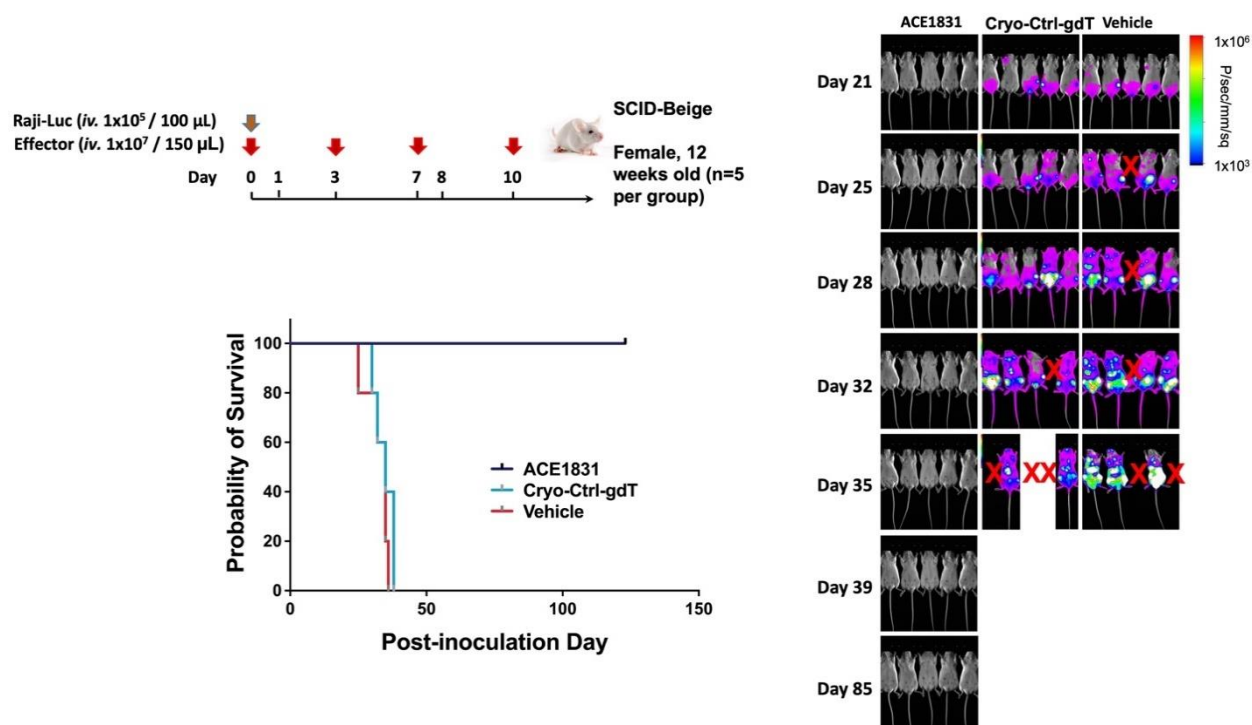 Raji-Luc (iv. 1x10⁵ / 100 µL)
Effector (iv. 1x10⁷ / 150 µL)
Day 0 1 3 7 8 10
SCID-Beige
Female, 12
weeks old (n=5
per group)
Probability of Survival
100
80
60
40
20
0
0 50 100 150
Post-inoculation Day
ACE1831
Cryo-Ctrl-gdT
Vehicle
ACE1831 Cryo-Ctrl-gdT Vehicle
Day 21
Day 25
X
Day 28
X
Day 32
X X
Day 35
X XX X X
Day 39
Day 85
1x10⁶
P/sec/mm/sq
1x10³